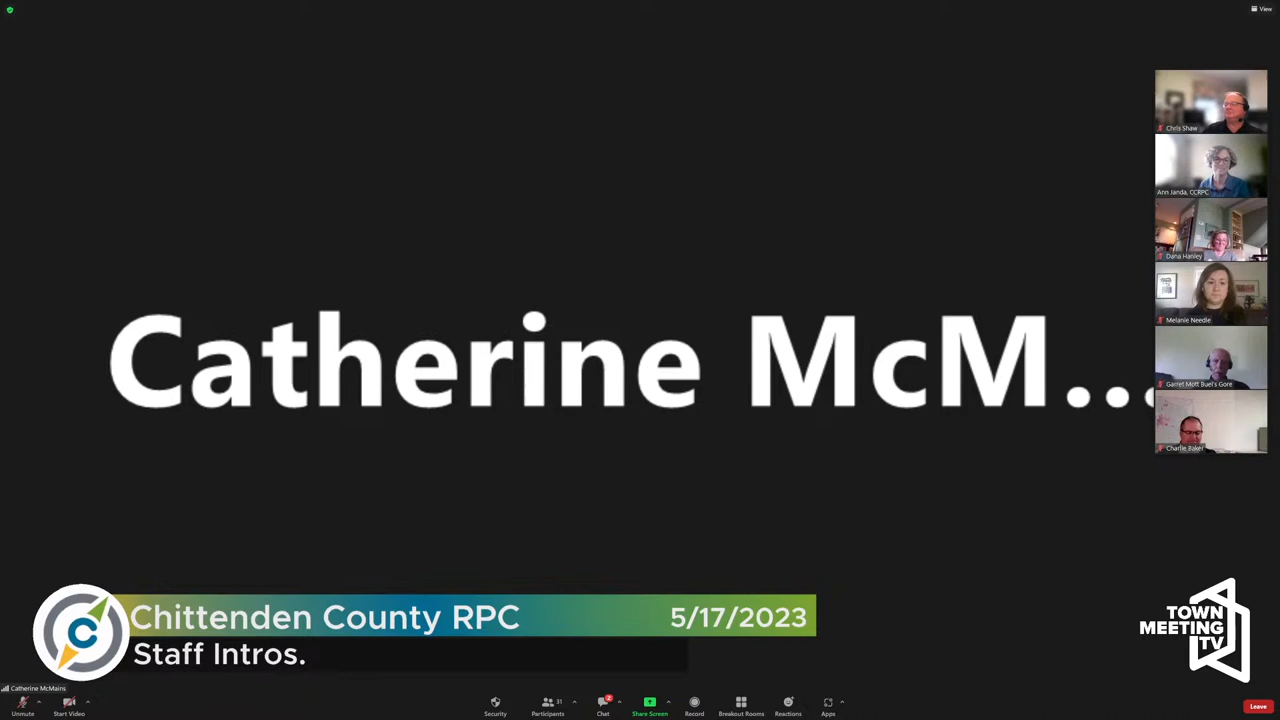 View
Chris Shaw
Ann Janda, CCRPC
Dana Hanley
Melanie Needle
Garret Mott Buel's Gore
Charlie Baker
Catherine McM...
Chittenden County RPC 5/17/2023
Staff Intros.
C
TOWN
MEETING
TV
Catherine McMains
Unmute Start Video Security Participants 31 Chat 2 Share Screen Record Breakout Rooms Reactions Apps Leave